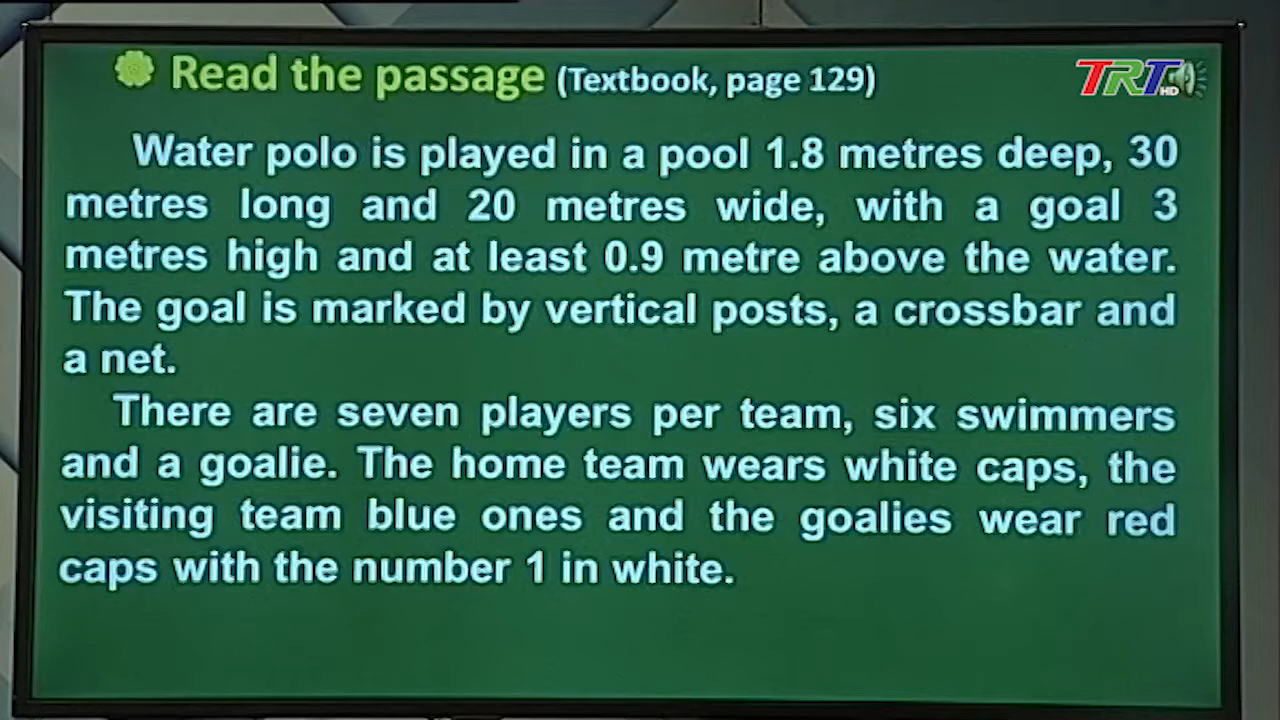 Read the passage (Textbook, page 129)
TRT HD
Water polo is played in a pool 1.8 metres deep, 30
metres long and 20 metres wide, with a goal 3
metres high and at least 0.9 metre above the water.
The goal is marked by vertical posts, a crossbar and
a net.
There are seven players per team, six swimmers
and a goalie. The home team wears white caps, the
visiting team blue ones and the goalies wear red
caps with the number 1 in white.